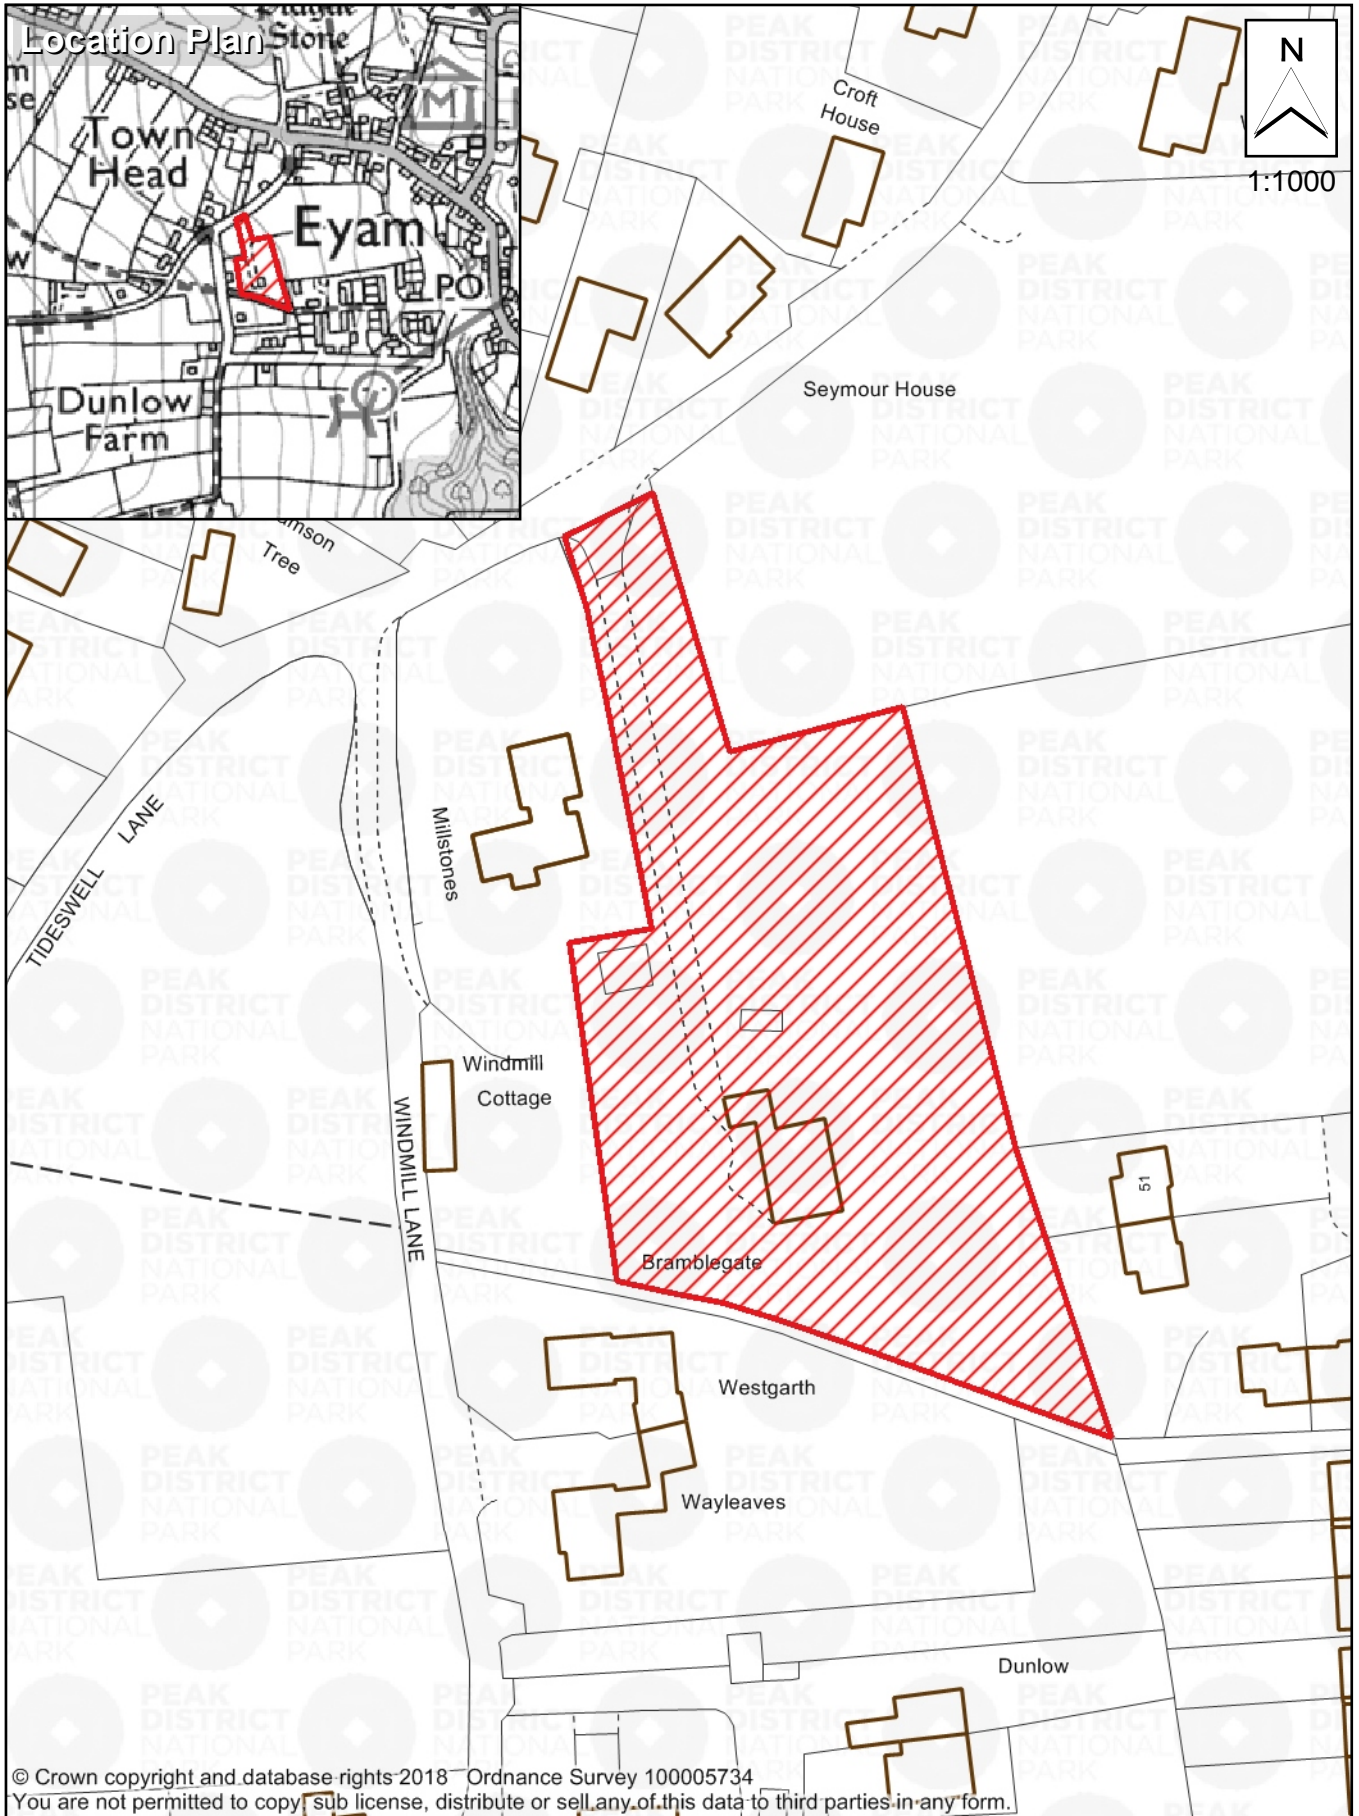 Location Plan
Stone
Town
Head
Eyam
PO
M
Dunlow
Farm
N
1:1000
Croft
House
Seymour House
Tree
TIDESWELL LANE
Millstones
Windmill
Cottage
WINDMILL LANE
51
Bramblegate
Westgarth
Wayleaves
Dunlow
PEAK
DISTRICT
NATIONAL
PARK
© Crown copyright and database rights 2018 Ordnance Survey 100005734
You are not permitted to copy, sub license, distribute or sell any of this data to third parties in any form.